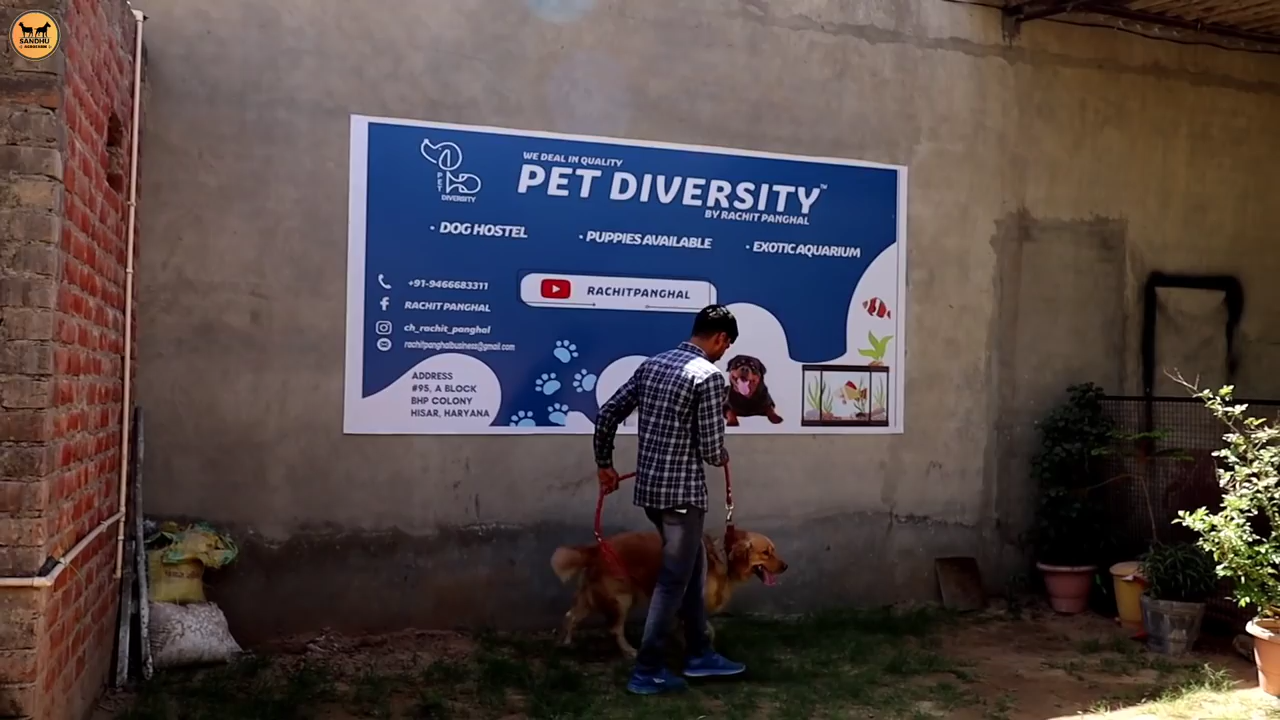 SANDHU
WE DEAL IN QUALITY
PET DIVERSITY™
BY RACHIT PANGHAL
PET
DIVERSITY
• DOG HOSTEL
• PUPPIES AVAILABLE
• EXOTIC AQUARIUM
+91-9466683311
RACHIT PANGHAL
ch_rachit_panghal
rachitpanghalbusiness@gmail.com
RACHITPANGHAL
ADDRESS
#95, A BLOCK
BHP COLONY
HISAR, HARYANA